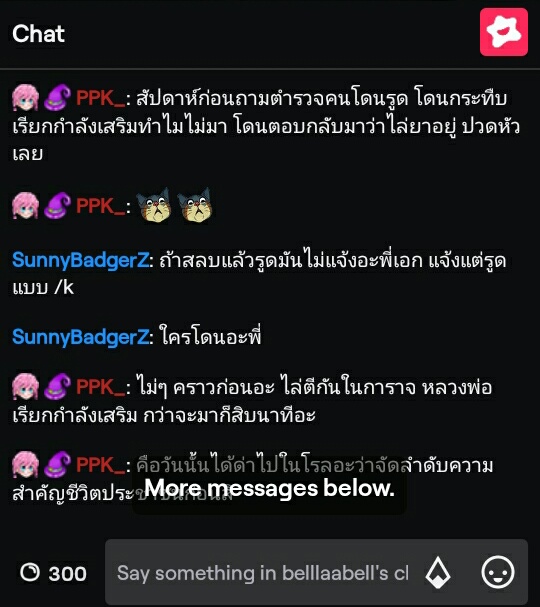 Chat
PPK_: สัปดาห์ก่อนถามตำรวจคนโดนรูด โดนกระทืบ
เรียกกำลังเสริมทำไมไม่มา โดนตอบกลับมาว่าไล่ยาอยู่ ปวดหัว
เลย
PPK_:
SunnyBadgerZ: ถ้าสลบแล้วรูดมันไม่แจ้งอะพี่เอก แจ้งแต่รูด
แบบ /k
SunnyBadgerZ: ใครโดนอะพี่
PPK_: ไม่ๆ คราวก่อนอะ ไล่ตีกันในการาจ หลวงพ่อ
เรียกกำลังเสริม กว่าจะมาก็สิบนาทีอะ
PPK_: คือวันนั้นได้ด่าไปในโรลอะว่าจัดลำดับความ
สำคัญชีวิตประชาชนก่อนสิ
More messages below.
300
Say something in belllaabell's cl